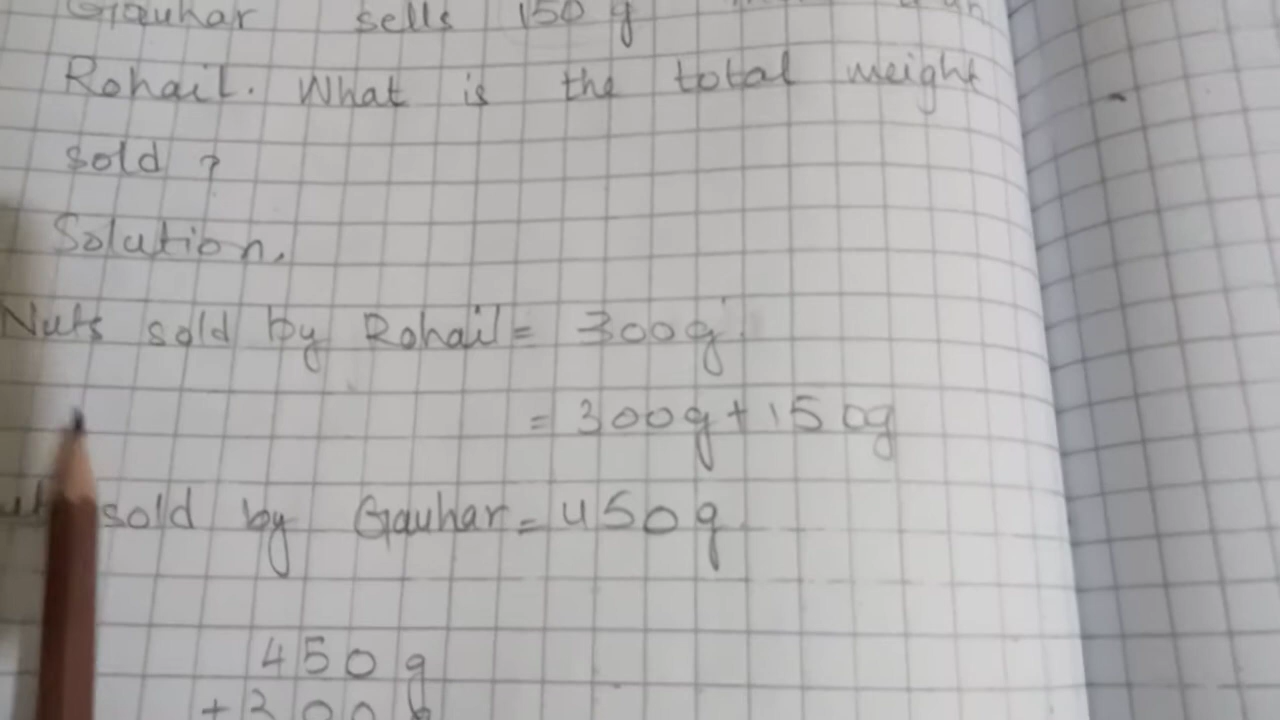 Gauhar sells 150 g
Rohail. What is the total weight
sold ?
Solution,
Nuts sold by Rohail = 300g
= 300g + 150g
sold by Gauhar = 450g
450 g
+300